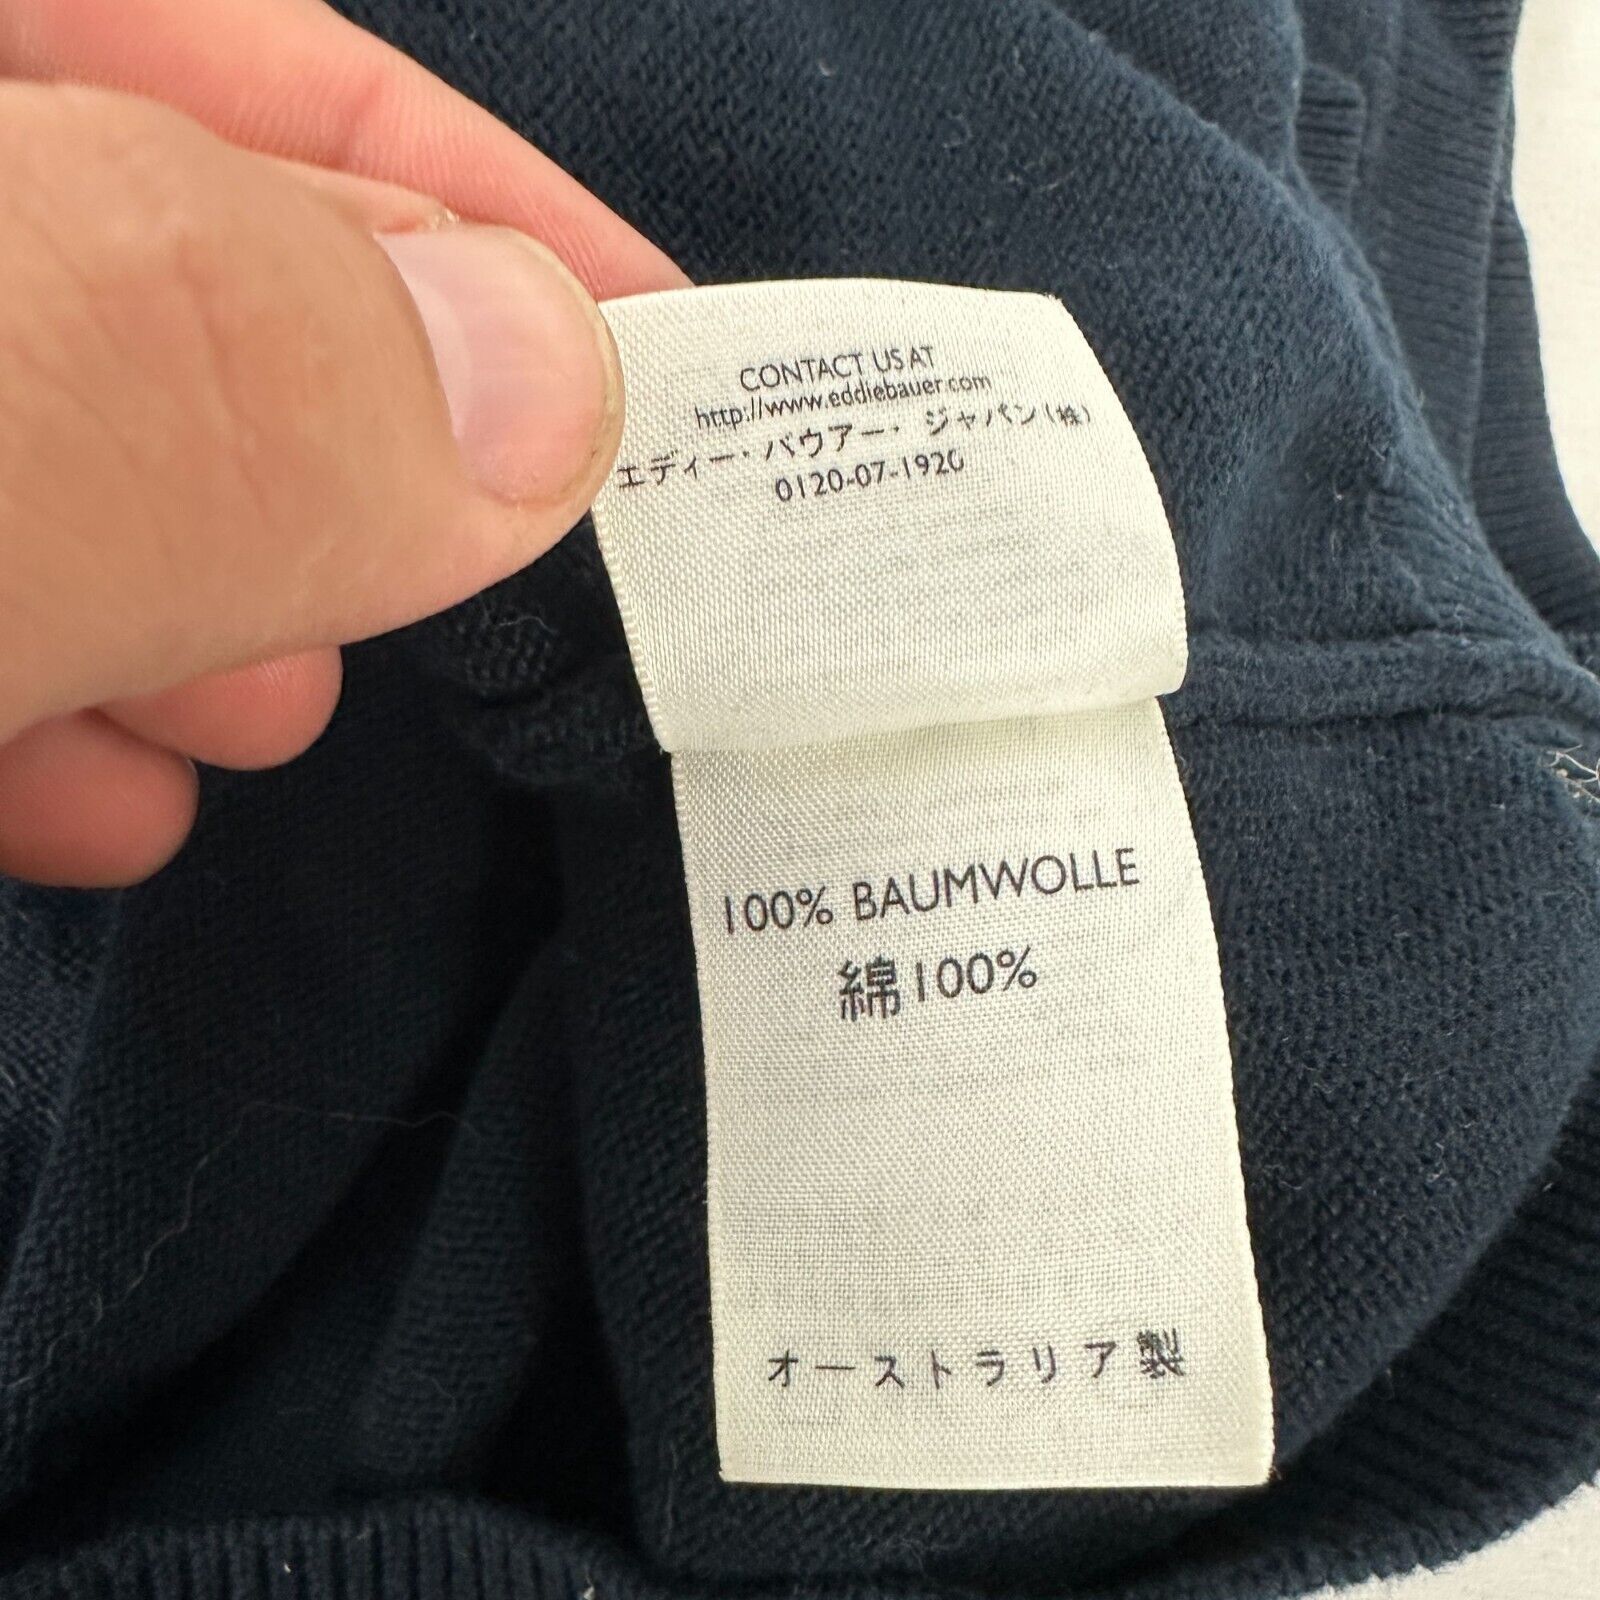 CONTACT US AT
http://www.eddiebauer.com
エディー・バウアー・ジャパン(株)
0120-07-1920
100% BAUMWOLLE
綿100%
オーストラリア製